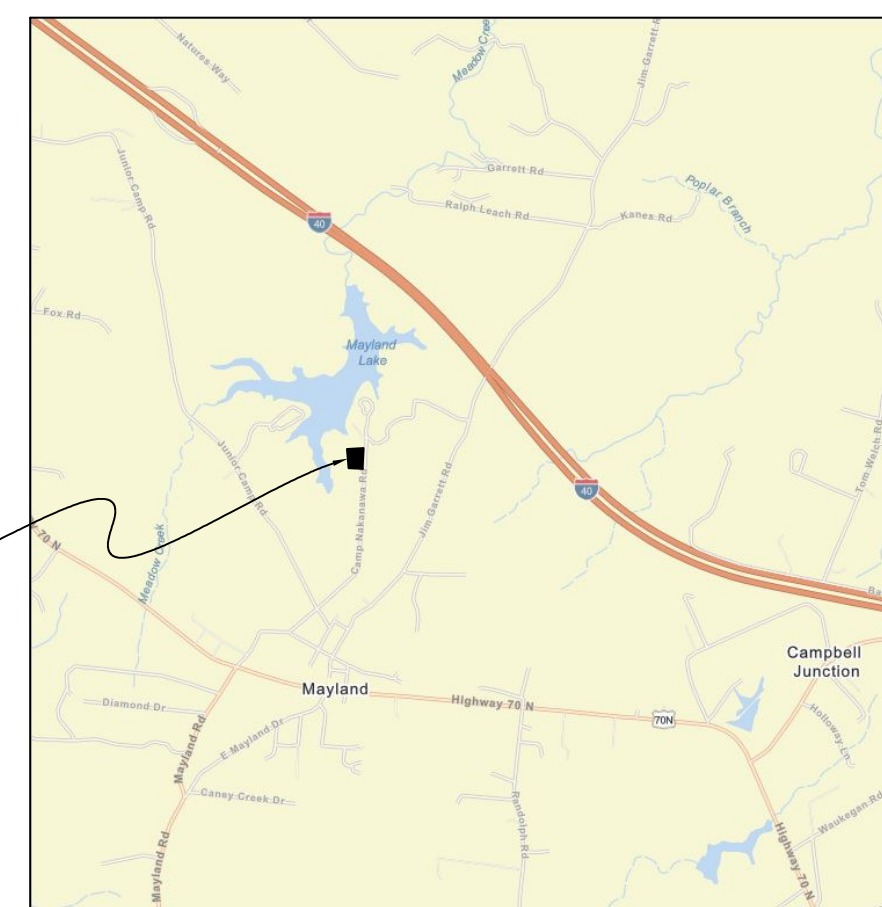 Natures Way
Meadow Cree
Jim Garrett R
Junior Camp Rd
Garrett Rd
Ralph Leach Rd
Kanes Rd
Poplar Branch
40
Fox Rd
Mayland
Lake
Junior Camp Rd
Camp Nakanawa Rd
Jim Garrett Rd
40
Tom Welch Rd
y 70 N
Meadow Creek
Ba
Campbell
Junction
Mayland
Highway 70 N
70N
Diamond Dr
Mayland Rd
E Mayland Dr
Holloway Ln
Caney Creek Dr
Randolph Rd
Waukegan Rd
Highway 70 N
Mayland Rd